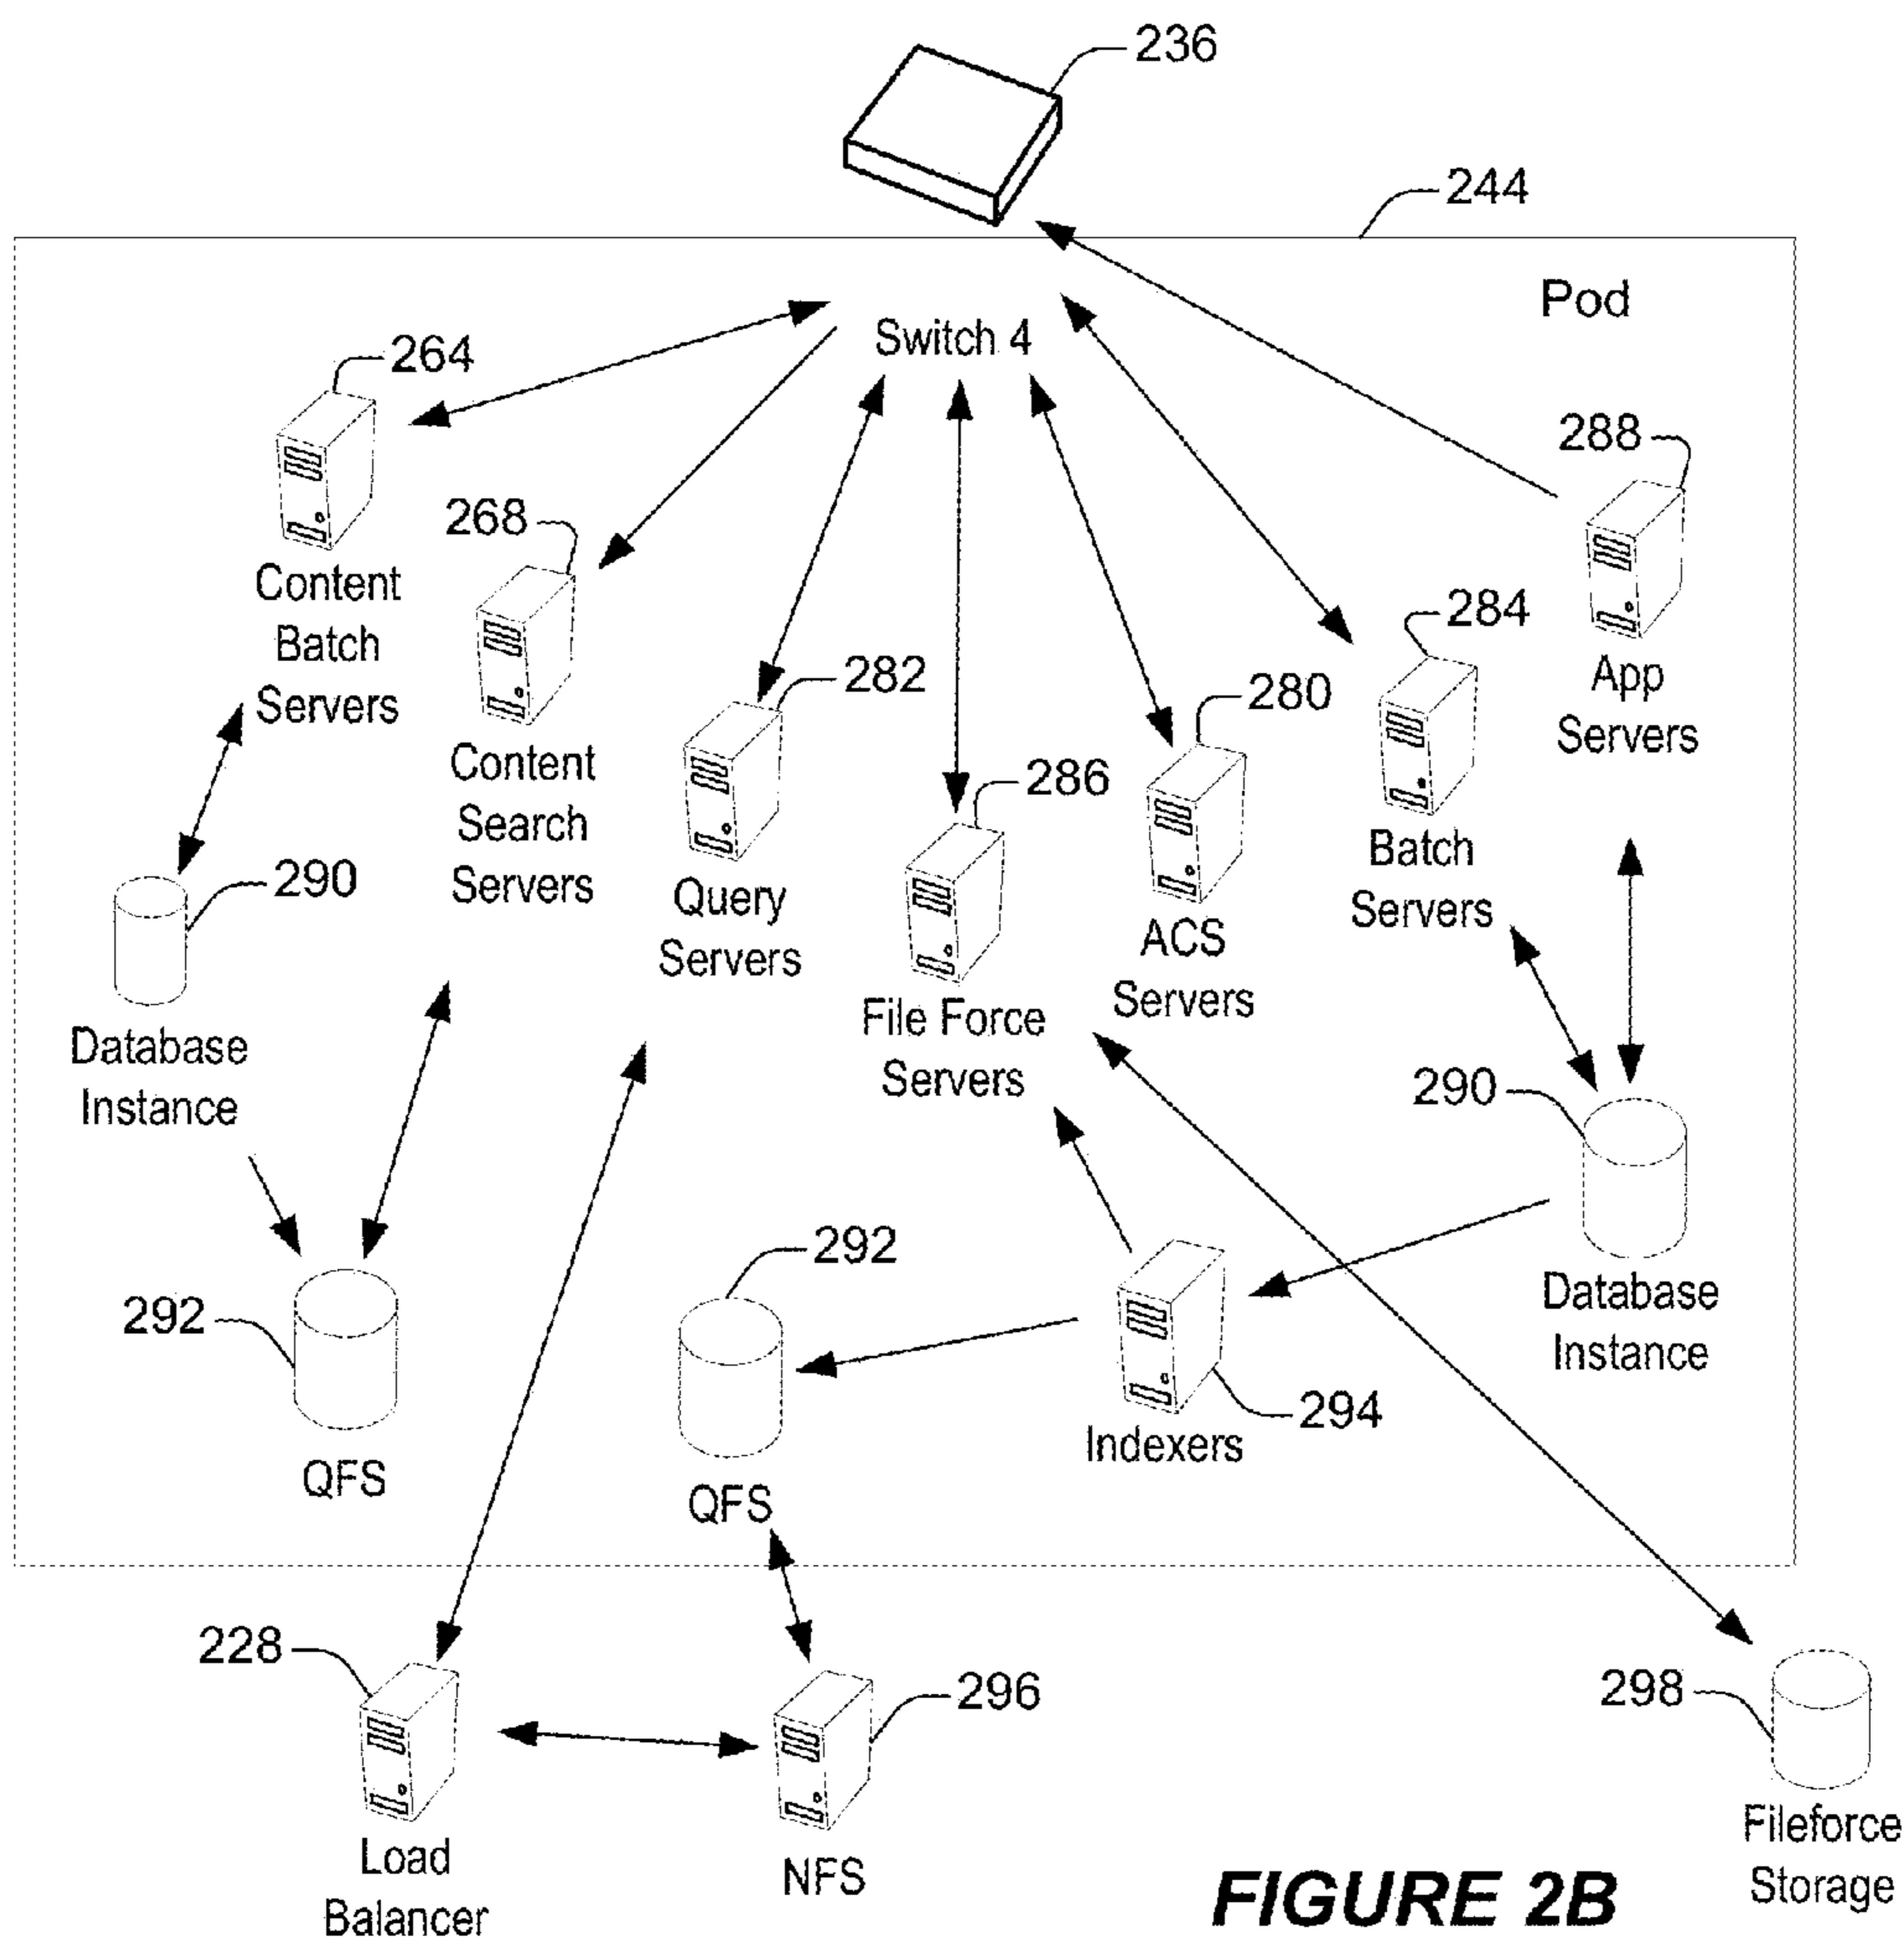 236
244
Pod
Switch 4
264
Content
Batch
Servers
268
Content
Search
Servers
282
Query
Servers
286
File Force
Servers
280
ACS
Servers
284
Batch
Servers
288
App
Servers
290
Database
Instance
290
Database
Instance
292
QFS
292
QFS
294
Indexers
228
Load
Balancer
296
NFS
298
Fileforce
Storage
FIGURE 2B